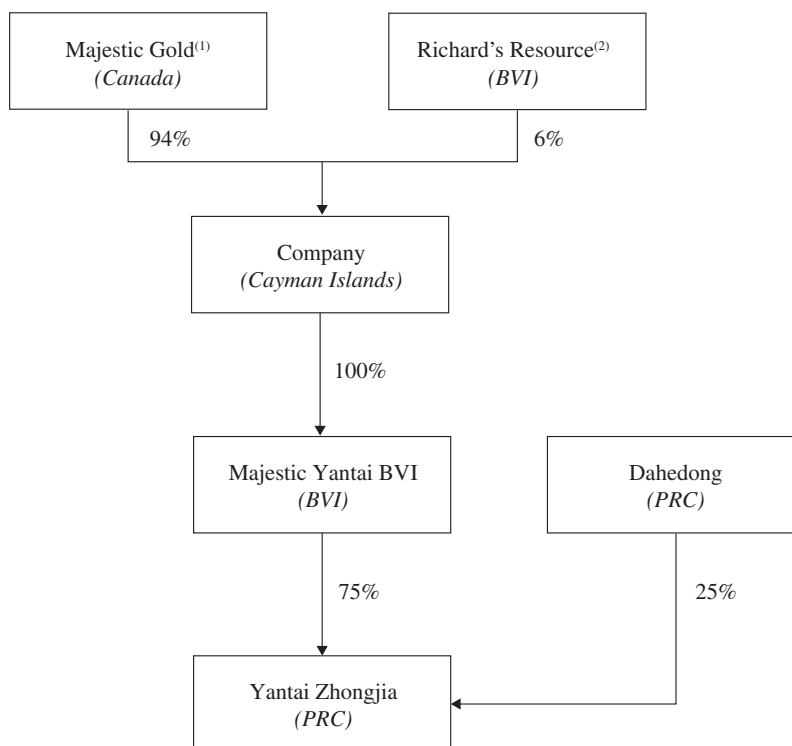 Majestic Gold(1)
(Canada)
Richard's Resource(2)
(BVI)
94%
6%
Company
(Cayman Islands)
100%
Majestic Yantai BVI
(BVI)
Dahedong
(PRC)
75%
25%
Yantai Zhongjia
(PRC)